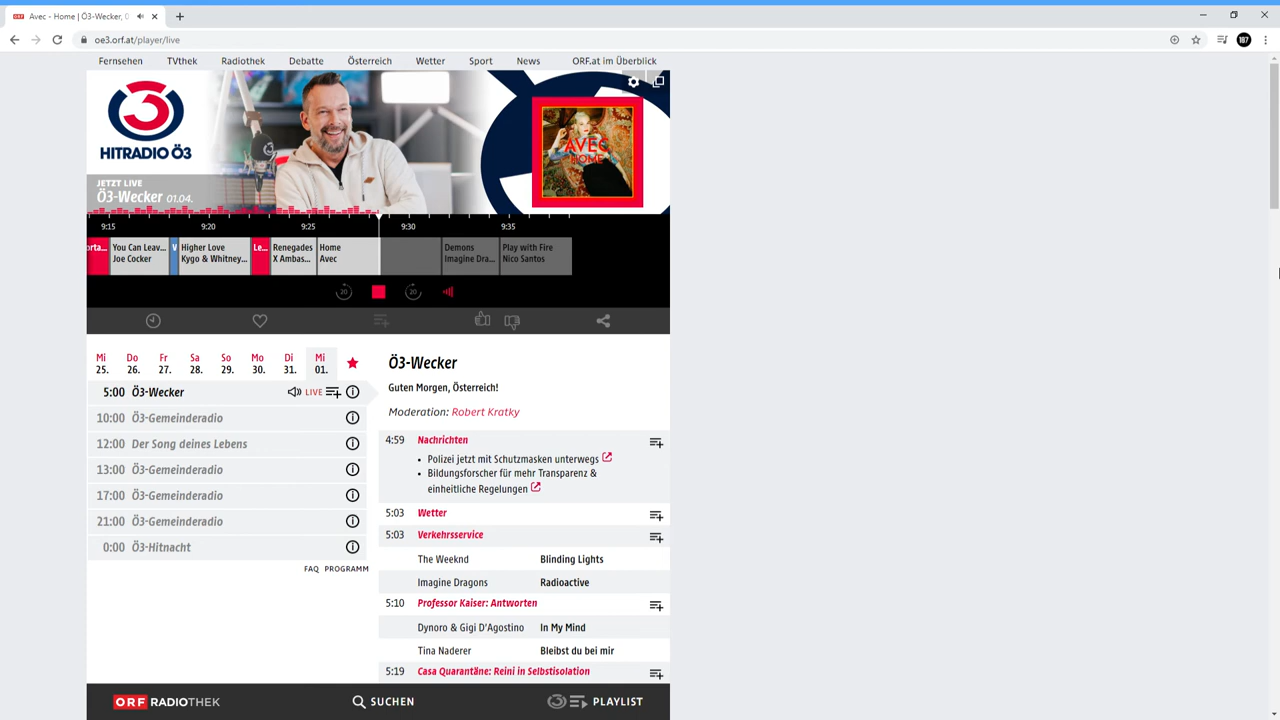 Avec - Home | Ö3-Wecker, 0
oe3.orf.at/player/live
187
Fernsehen TVthek Radiothek Debatte Österreich Wetter Sport News ORF.at im Überblick
3
HITRADIO Ö3
AVEC
HOME
JETZT LIVE
Ö3-Wecker 01.04.
9:15 9:20 9:25 9:30 9:35
orta... You Can Leav... V Higher Love Le... Renegades Home Demons Play with Fire
Joe Cocker Kygo & Whitney... X Ambas... Avec Imagine Dra... Nico Santos
20 20
Mi Do Fr Sa So Mo Di Mi
25. 26. 27. 28. 29. 30. 31. 01.
5:00 Ö3-Wecker LIVE
10:00 Ö3-Gemeinderadio
12:00 Der Song deines Lebens
13:00 Ö3-Gemeinderadio
17:00 Ö3-Gemeinderadio
21:00 Ö3-Gemeinderadio
0:00 Ö3-Hitnacht
FAQ PROGRAMM
Ö3-Wecker
Guten Morgen, Österreich!
Moderation: Robert Kratky
4:59 Nachrichten
• Polizei jetzt mit Schutzmasken unterwegs
• Bildungsforscher für mehr Transparenz &
einheitliche Regelungen
5:03 Wetter
5:03 Verkehrsservice
The Weeknd Blinding Lights
Imagine Dragons Radioactive
5:10 Professor Kaiser: Antworten
Dynoro & Gigi D'Agostino In My Mind
Tina Naderer Bleibst du bei mir
5:19 Casa Quarantäne: Reini in Selbstisolation
ORF RADIOTHEK SUCHEN PLAYLIST